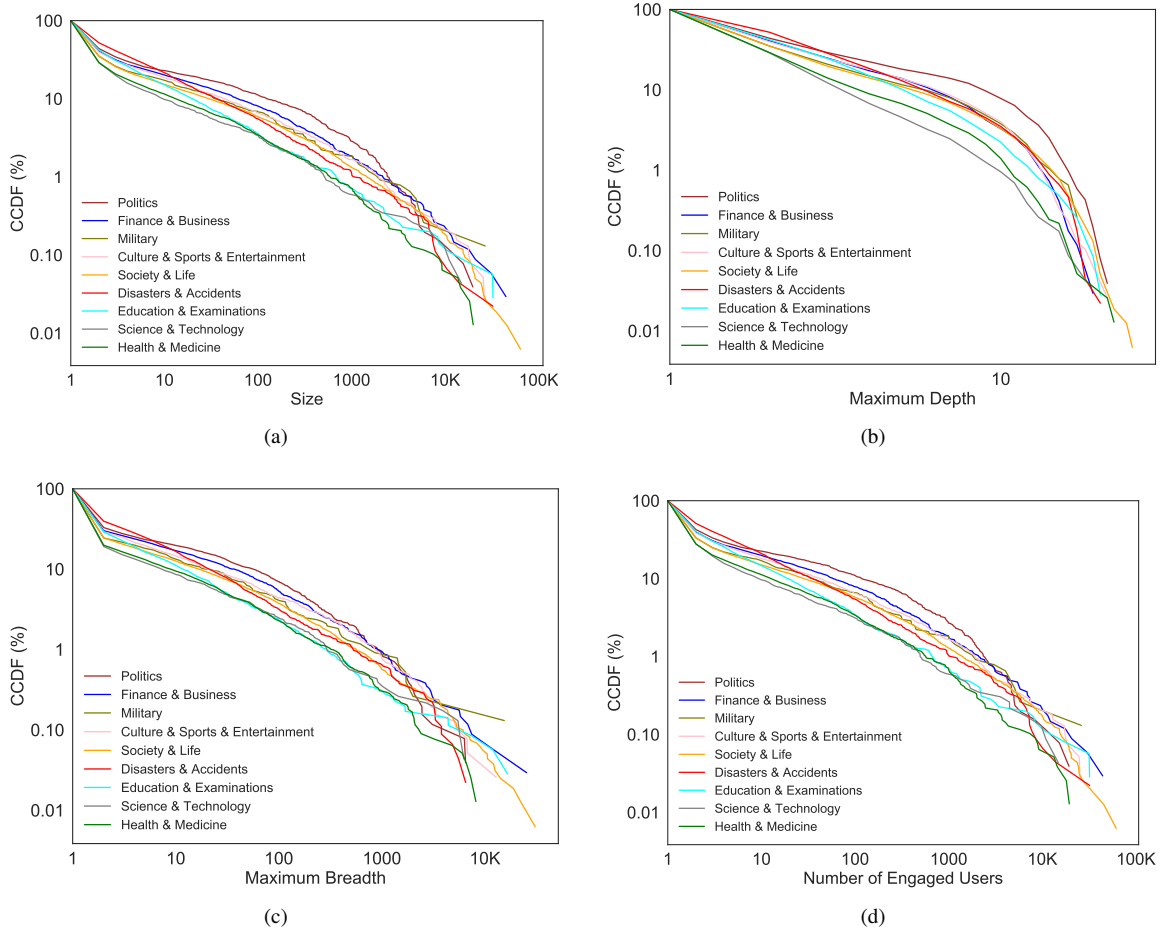 100
10
1
0.10
0.01
CCDF (%)
Politics
Finance & Business
Military
Culture & Sports & Entertainment
Society & Life
Disasters & Accidents
Education & Examinations
Science & Technology
Health & Medicine
1 10 100 1000 10K 100K
Size
(a)
100
10
1
0.10
0.01
CCDF (%)
Politics
Finance & Business
Military
Culture & Sports & Entertainment
Society & Life
Disasters & Accidents
Education & Examinations
Science & Technology
Health & Medicine
1 10
Maximum Depth
(b)
100
10
1
0.10
0.01
CCDF (%)
Politics
Finance & Business
Military
Culture & Sports & Entertainment
Society & Life
Disasters & Accidents
Education & Examinations
Science & Technology
Health & Medicine
1 10 100 1000 10K
Maximum Breadth
(c)
100
10
1
0.10
0.01
CCDF (%)
Politics
Finance & Business
Military
Culture & Sports & Entertainment
Society & Life
Disasters & Accidents
Education & Examinations
Science & Technology
Health & Medicine
1 10 100 1000 10K 100K
Number of Engaged Users
(d)